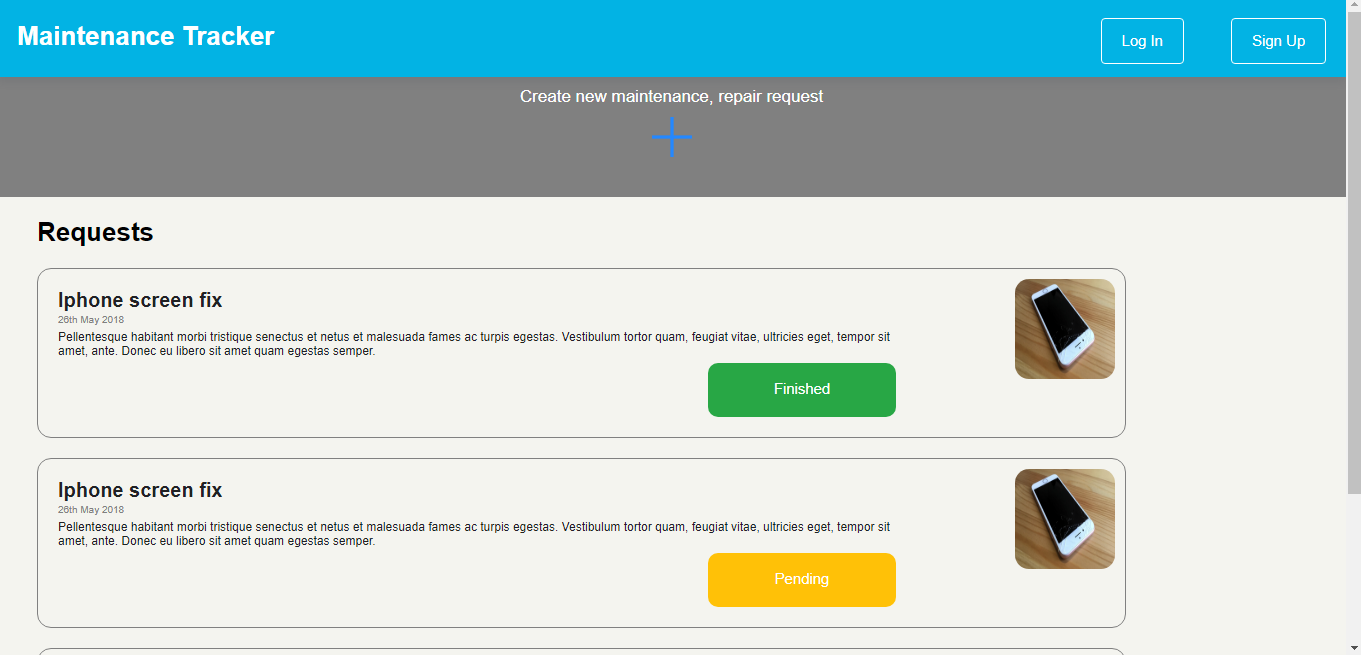 Maintenance Tracker
Log In
Sign Up
Create new maintenance, repair request
Requests
Iphone screen fix
26th May 2018
Pellentesque habitant morbi tristique senectus et netus et malesuada fames ac turpis egestas. Vestibulum tortor quam, feugiat vitae, ultricies eget, tempor sit
amet, ante. Donec eu libero sit amet quam egestas semper.
Finished
Iphone screen fix
26th May 2018
Pellentesque habitant morbi tristique senectus et netus et malesuada fames ac turpis egestas. Vestibulum tortor quam, feugiat vitae, ultricies eget, tempor sit
amet, ante. Donec eu libero sit amet quam egestas semper.
Pending